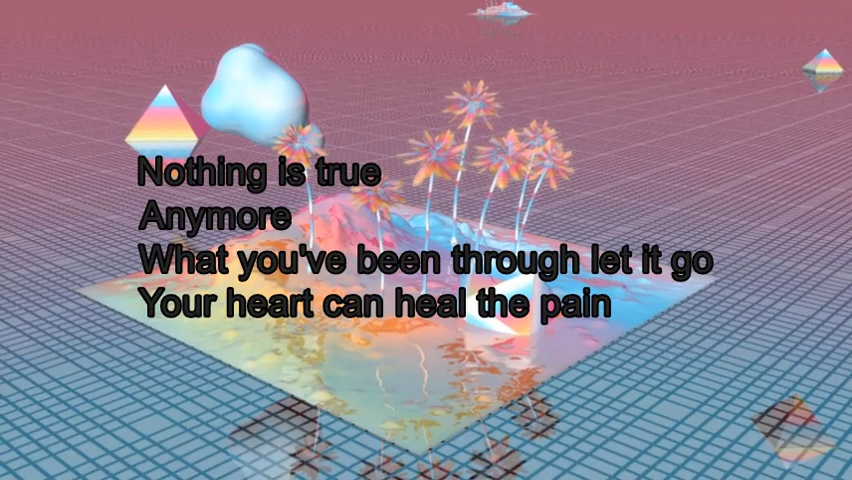 Nothing is true
Anymore
What you've been through let it go
Your heart can heal the pain